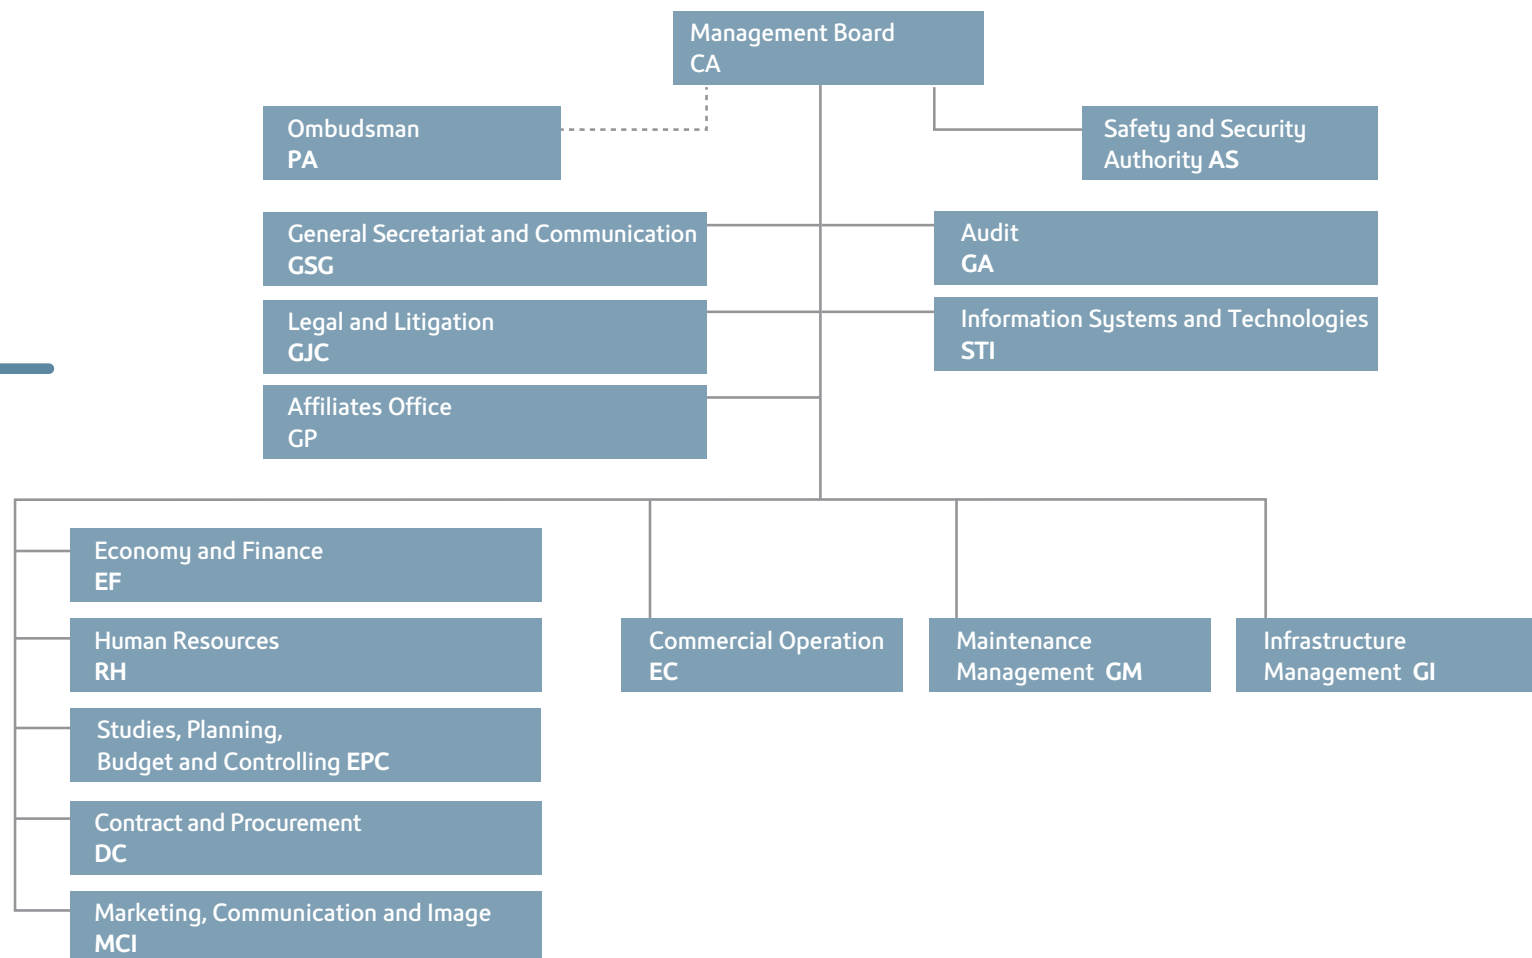 Management Board
CA
Ombudsman
PA
Safety and Security
Authority AS
General Secretariat and Communication
GSG
Audit
GA
Legal and Litigation
GJC
Information Systems and Technologies
STI
Affiliates Office
GP
Economy and Finance
EF
Human Resources
RH
Studies, Planning,
Budget and Controlling EPC
Contract and Procurement
DC
Marketing, Communication and Image
MCI
Commercial Operation
EC
Maintenance
Management GM
Infrastructure
Management GI